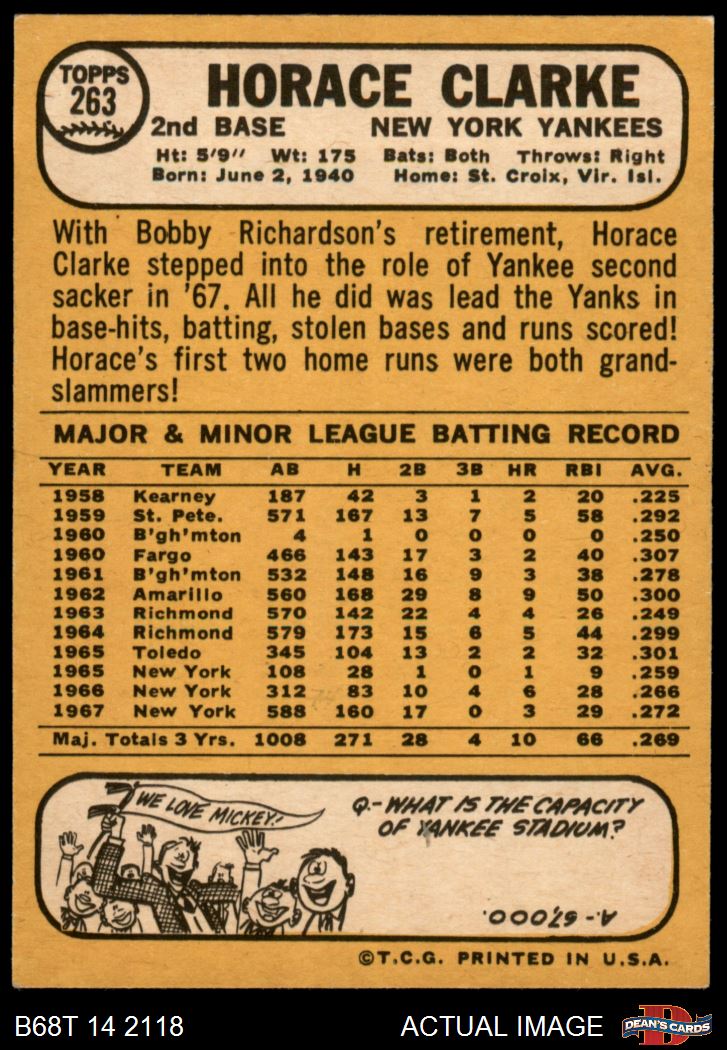 TOPPS
263
HORACE CLARKE
2nd BASE NEW YORK YANKEES
Ht: 5'9'' Wt: 175 Bats: Both Throws: Right
Born: June 2, 1940 Home: St. Croix, Vir. Isl.
With Bobby Richardson's retirement, Horace
Clarke stepped into the role of Yankee second
sacker in '67. All he did was lead the Yanks in
base-hits, batting, stolen bases and runs scored!
Horace's first two home runs were both grand-
slammers!
MAJOR & MINOR LEAGUE BATTING RECORD
YEAR TEAM AB H 2B 3B HR RBI AVG.
1958 Kearney 187 42 3 1 2 20 .225
1959 St. Pete. 571 167 13 7 5 58 .292
1960 B'gh'mton 4 1 0 0 0 0 .250
1960 Fargo 466 143 17 3 2 40 .307
1961 B'gh'mton 532 148 16 9 3 38 .278
1962 Amarillo 560 168 29 8 9 50 .300
1963 Richmond 570 142 22 4 4 26 .249
1964 Richmond 579 173 15 6 5 44 .299
1965 Toledo 345 104 13 2 2 32 .301
1965 New York 108 28 1 0 1 9 .259
1966 New York 312 83 10 4 6 28 .266
1967 New York 588 160 17 0 3 29 .272
Maj. Totals 3 Yrs. 1008 271 28 4 10 66 .269
WE LOVE MICKEY!
Q.-WHAT IS THE CAPACITY
OF YANKEE STADIUM?
A.- 67,000.
©T.C.G. PRINTED IN U.S.A.
B68T 14 2118 ACTUAL IMAGE
D
DEAN'S CARDS